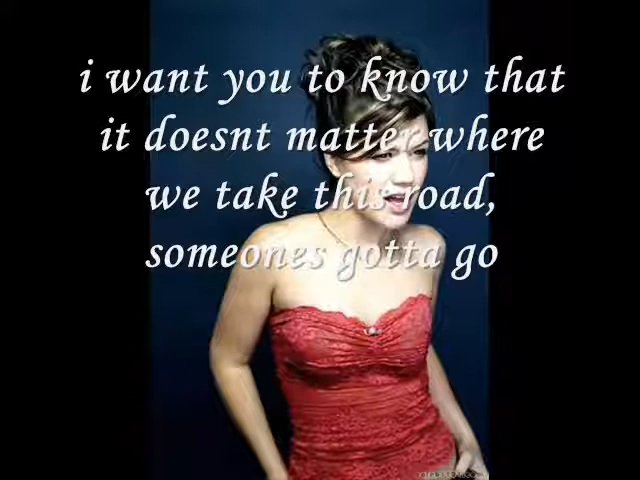 i want you to know that
it doesnt matter where
we take this road,
someones gotta go